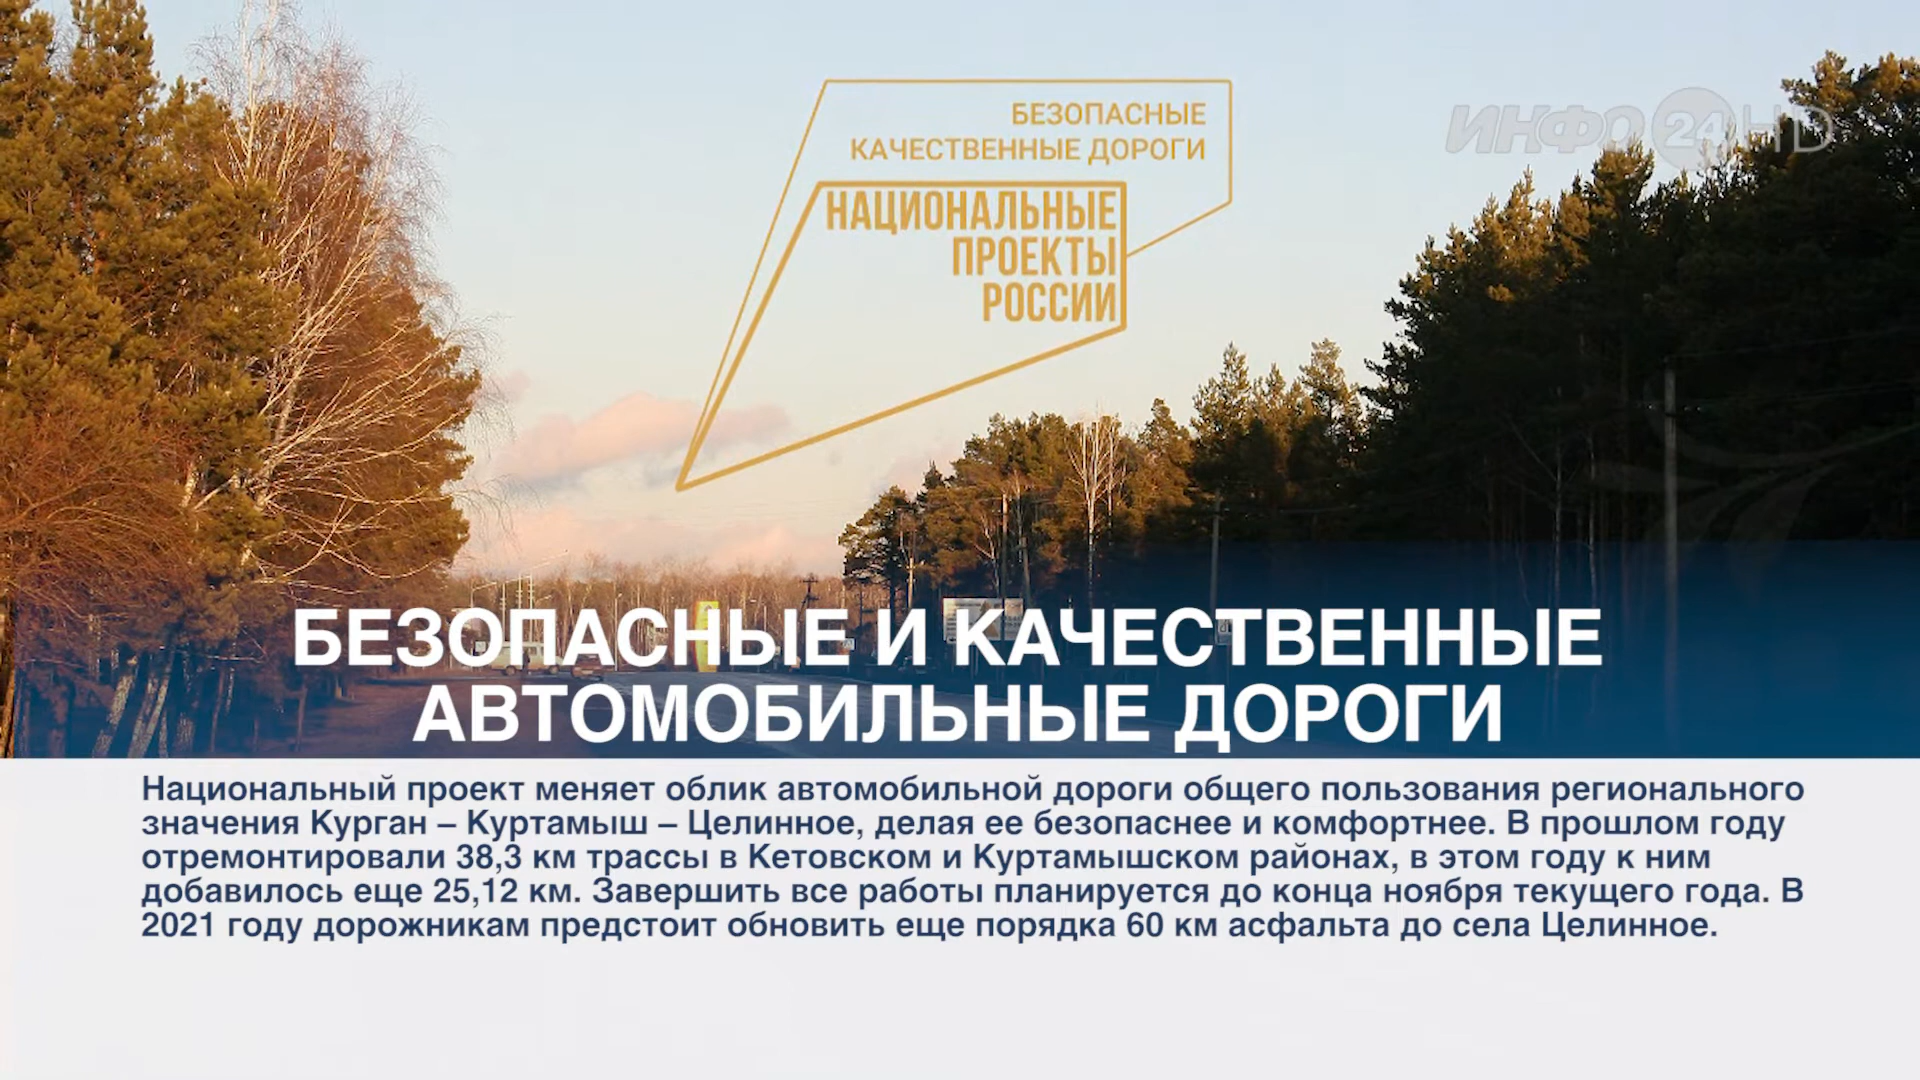 БЕЗОПАСНЫЕ
КАЧЕСТВЕННЫЕ ДОРОГИ
НАЦИОНАЛЬНЫЕ
ПРОЕКТЫ
РОССИИ
ИНФО 24 HD
БЕЗОПАСНЫЕ И КАЧЕСТВЕННЫЕ
АВТОМОБИЛЬНЫЕ ДОРОГИ
Национальный проект меняет облик автомобильной дороги общего пользования регионального
значения Курган – Куртамыш – Целинное, делая ее безопаснее и комфортнее. В прошлом году
отремонтировали 38,3 км трассы в Кетовском и Куртамышском районах, в этом году к ним
добавилось еще 25,12 км. Завершить все работы планируется до конца ноября текущего года. В
2021 году дорожникам предстоит обновить еще порядка 60 км асфальта до села Целинное.